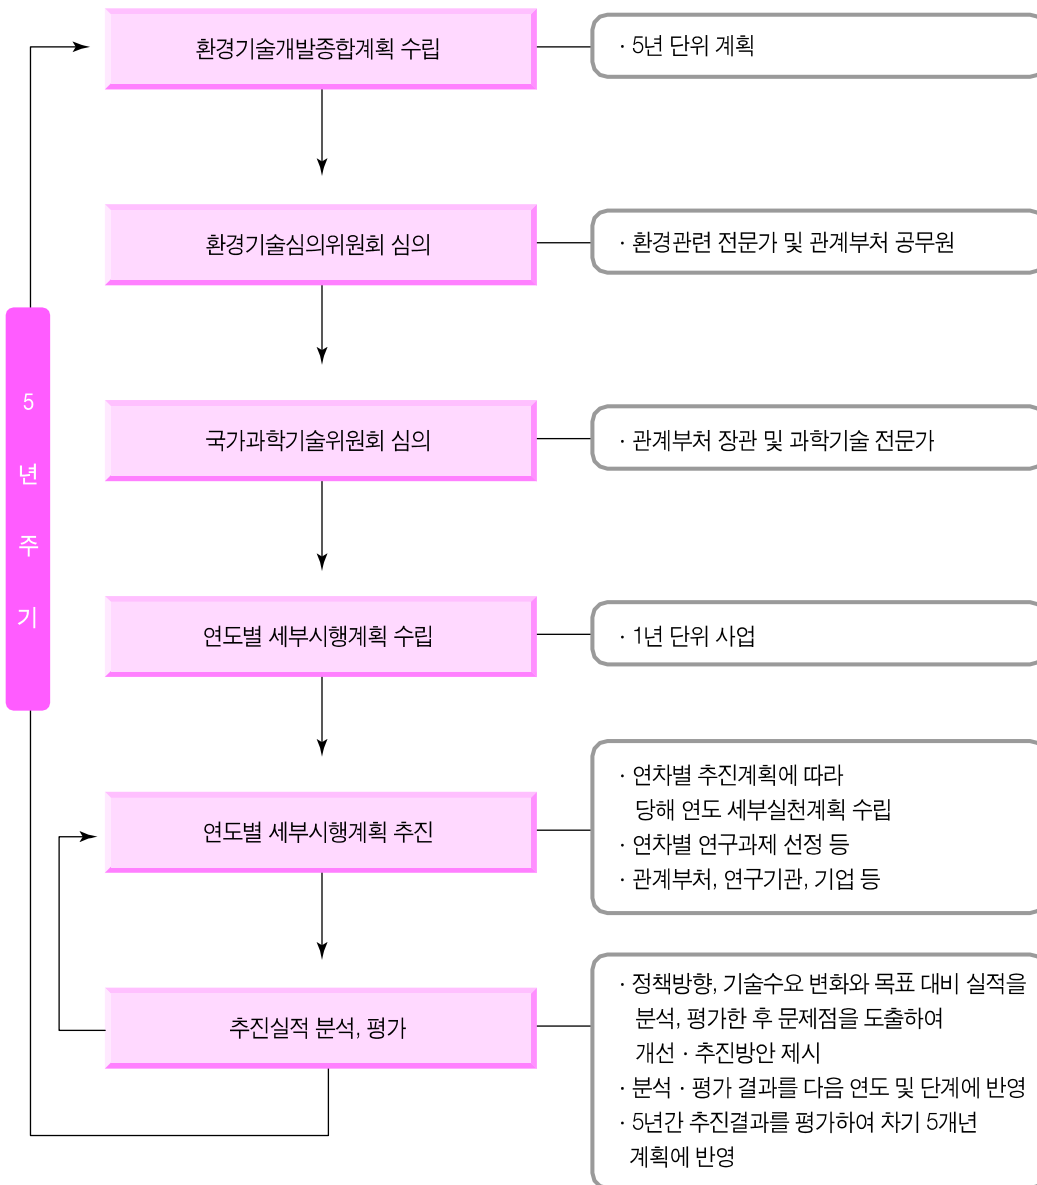 환경기술개발종합계획 수립
· 5년 단위 계획
환경기술심의위원회 심의
· 환경관련 전문가 및 관계부처 공무원
5
년
주
기
국가과학기술위원회 심의
· 관계부처 장관 및 과학기술 전문가
연도별 세부시행계획 수립
· 1년 단위 사업
연도별 세부시행계획 추진
· 연차별 추진계획에 따라
당해 연도 세부실천계획 수립
· 연차별 연구과제 선정 등
· 관계부처, 연구기관, 기업 등
추진실적 분석, 평가
· 정책방향, 기술수요 변화와 목표 대비 실적을
분석, 평가한 후 문제점을 도출하여
개선 · 추진방안 제시
· 분석 · 평가 결과를 다음 연도 및 단계에 반영
· 5년간 추진결과를 평가하여 차기 5개년
계획에 반영